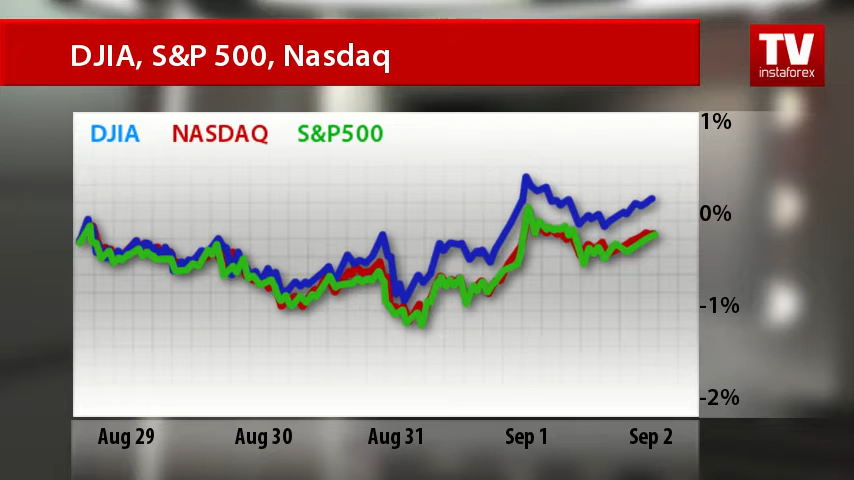 DJIA, S&P 500, Nasdaq
TV
instaforex
DJIA NASDAQ S&P500
1%
0%
-1%
-2%
Aug 29 Aug 30 Aug 31 Sep 1 Sep 2